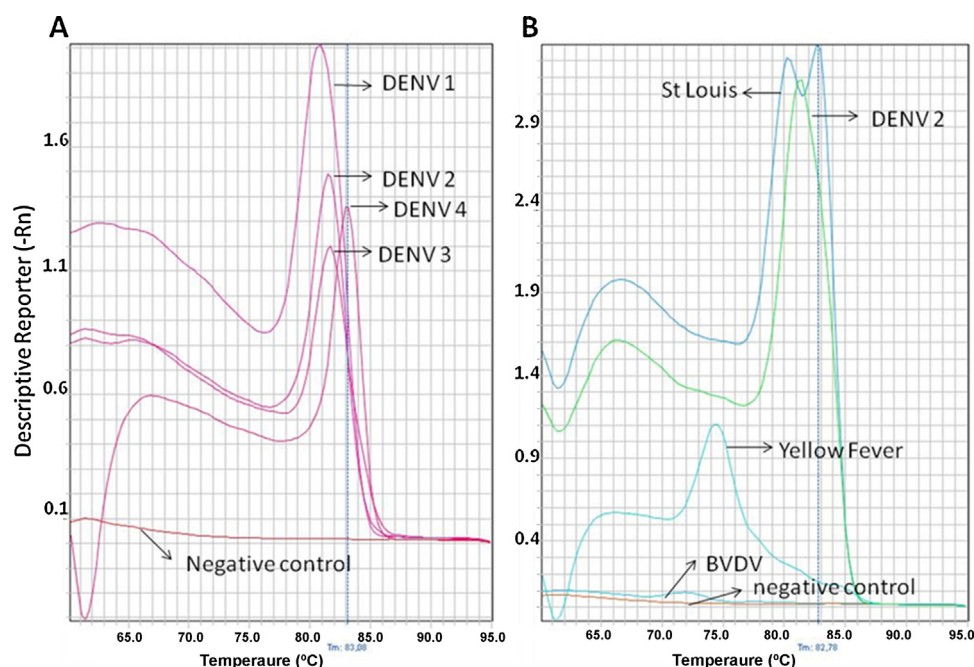 A
DENV 1
DENV 2
DENV 4
DENV 3
Negative control
Descriptive Reporter (-Rn)
1.6
1.1
0.6
0.1
65.0 70.0 75.0 80.0 85.0 90.0 95.0
Tm: 83,08
Temperaure (ºC)
B
St Louis
DENV 2
Yellow Fever
BVDV
negative control
2.9
2.4
1.9
1.4
0.9
0.4
65.0 70.0 75.0 80.0 85.0 90.0 95.0
Tm: 82,78
Temperaure (ºC)